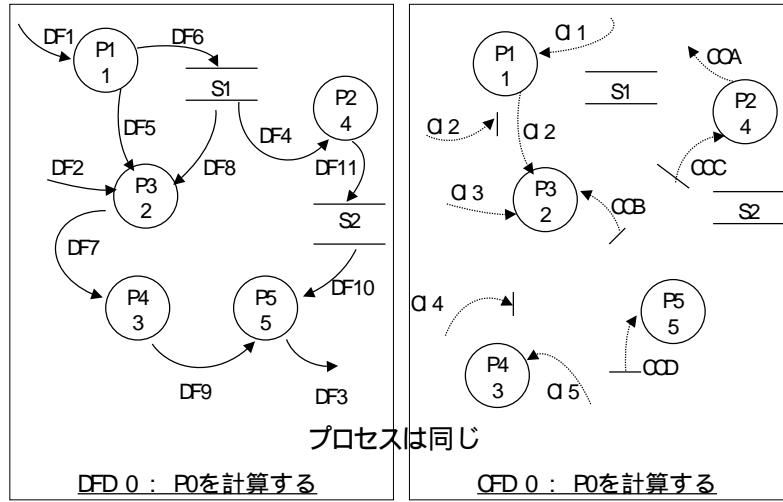 DF1
P1
1
DF6
S1
P2
4
DF5
DF4
DF8
DF11
DF2
P3
2
S2
DF7
DF10
P4
3
P5
5
DF9
DF3
DFD 0 : P0を計算する
CI1
P1
1
COA
S1
P2
4
CI2
CI2
COC
CI3
P3
2
COB
S2
CI4
P5
5
P4
3
CI5
COD
CFD 0 : P0を計算する
プロセスは同じ